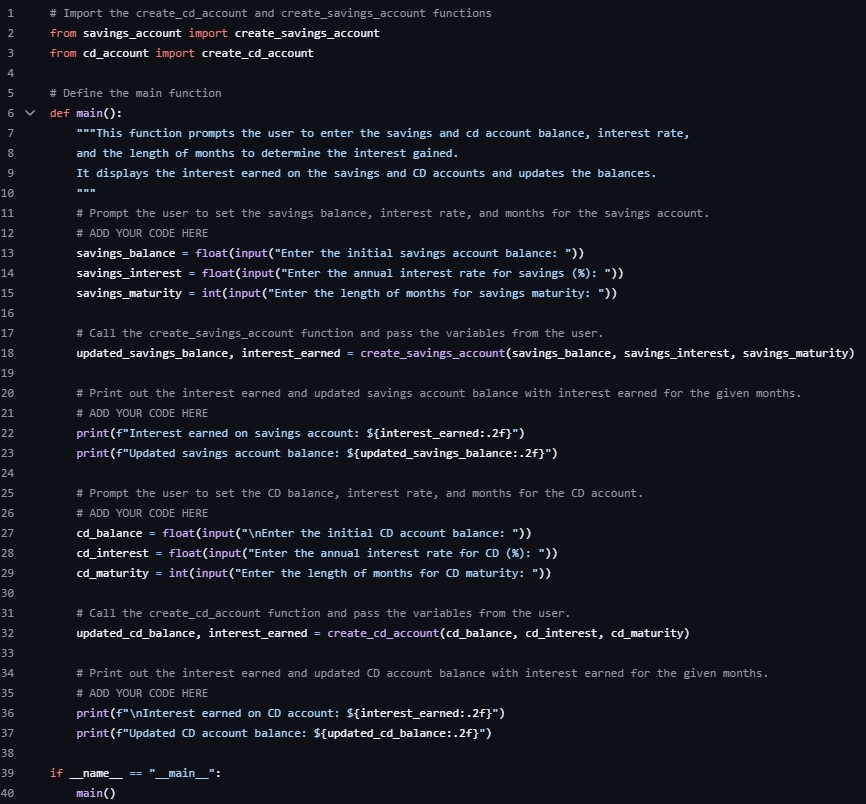 1 # Import the create_cd_account and create_savings_account functions
2 from savings_account import create_savings_account
3 from cd_account import create_cd_account
4
5 # Define the main function
6 def main():
7     """This function prompts the user to enter the savings and cd account balance, interest rate,
8     and the length of months to determine the interest gained.
9     It displays the interest earned on the savings and CD accounts and updates the balances.
10     """
11     # Prompt the user to set the savings balance, interest rate, and months for the savings account.
12     # ADD YOUR CODE HERE
13     savings_balance = float(input("Enter the initial savings account balance: "))
14     savings_interest = float(input("Enter the annual interest rate for savings (%): "))
15     savings_maturity = int(input("Enter the length of months for savings maturity: "))
16
17     # Call the create_savings_account function and pass the variables from the user.
18     updated_savings_balance, interest_earned = create_savings_account(savings_balance, savings_interest, savings_maturity)
19
20     # Print out the interest earned and updated savings account balance with interest earned for the given months.
21     # ADD YOUR CODE HERE
22     print(f"Interest earned on savings account: ${interest_earned:.2f}")
23     print(f"Updated savings account balance: ${updated_savings_balance:.2f}")
24
25     # Prompt the user to set the CD balance, interest rate, and months for the CD account.
26     # ADD YOUR CODE HERE
27     cd_balance = float(input("\nEnter the initial CD account balance: "))
28     cd_interest = float(input("Enter the annual interest rate for CD (%): "))
29     cd_maturity = int(input("Enter the length of months for CD maturity: "))
30
31     # Call the create_cd_account function and pass the variables from the user.
32     updated_cd_balance, interest_earned = create_cd_account(cd_balance, cd_interest, cd_maturity)
33
34     # Print out the interest earned and updated CD account balance with interest earned for the given months.
35     # ADD YOUR CODE HERE
36     print(f"\nInterest earned on CD account: ${interest_earned:.2f}")
37     print(f"Updated CD account balance: ${updated_cd_balance:.2f}")
38
39 if __name__ == "__main__":
40     main()